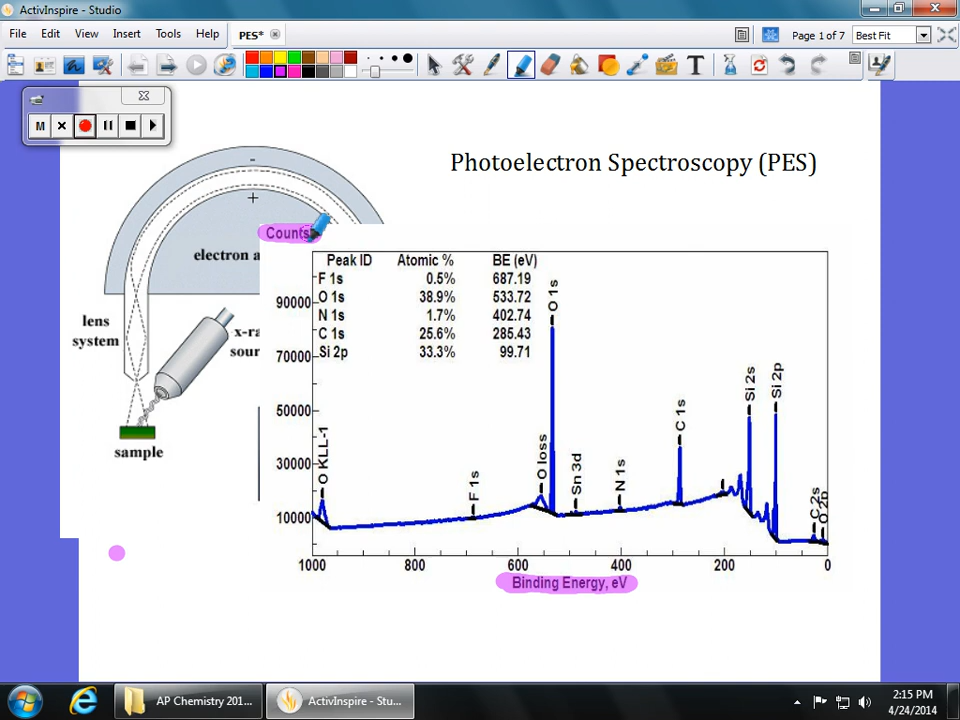 ActivInspire - Studio
File Edit View Insert Tools Help PES* Page 1 of 7 Best Fit
M
Photoelectron Spectroscopy (PES)
-
+
electron a
lens
system
x-ra
sour
sample
Counts
Peak ID Atomic % BE (eV)
F 1s 0.5% 687.19
O 1s 38.9% 533.72
N 1s 1.7% 402.74
C 1s 25.6% 285.43
Si 2p 33.3% 99.71
90000
70000
50000
30000
10000
O KLL-1
F 1s
O loss
O 1s
Sn 3d
N 1s
C 1s
Si 2s
Si 2p
C 2s
O 2p
1000 800 600 400 200 0
Binding Energy, eV
AP Chemistry 201...
ActivInspire - Stu...
2:15 PM
4/24/2014